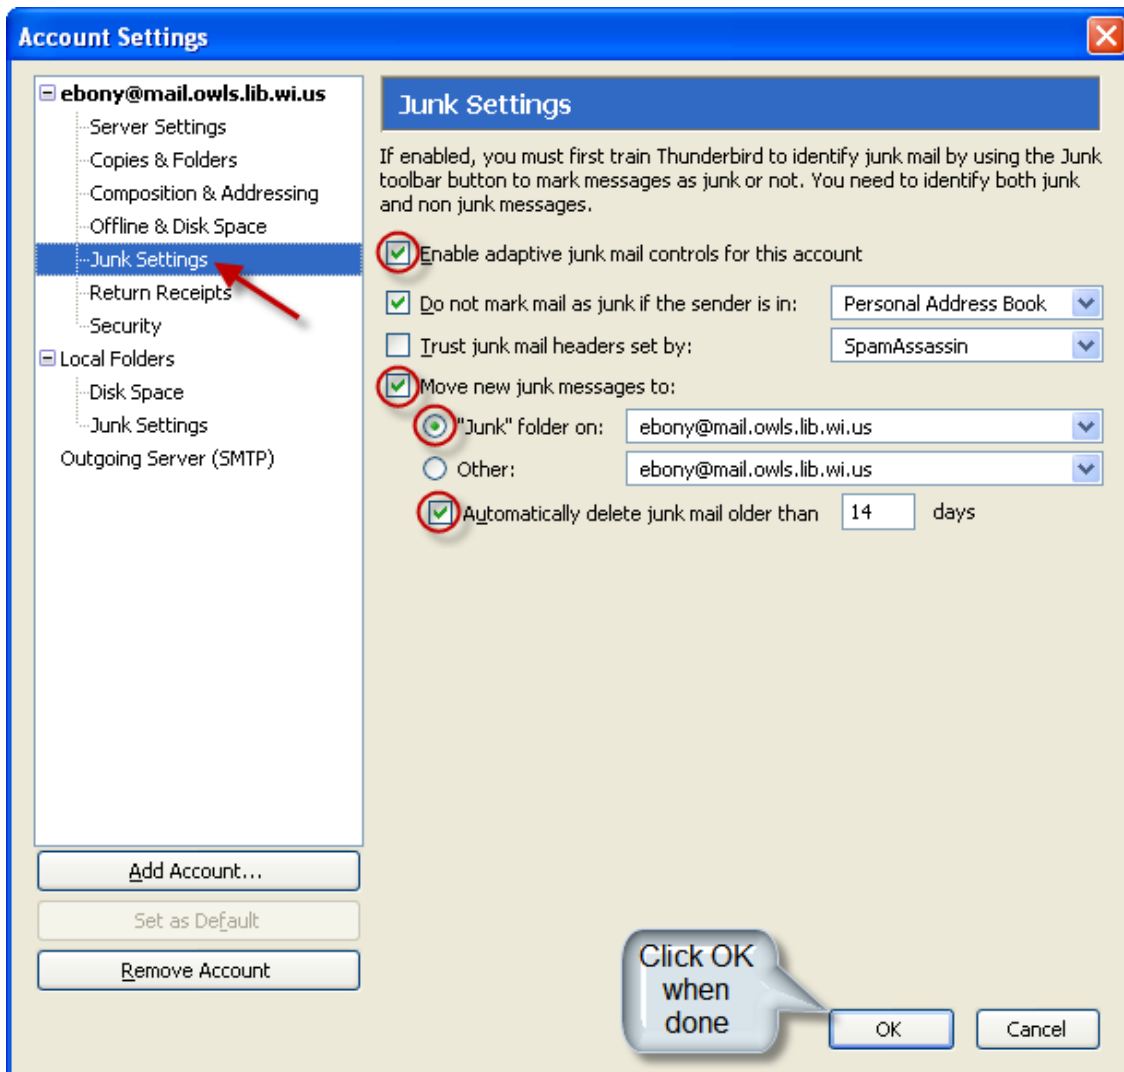 Account Settings
ebony@mail.owls.lib.wi.us
Server Settings
Copies & Folders
Composition & Addressing
Offline & Disk Space
Junk Settings
Return Receipts
Security
Local Folders
Disk Space
Junk Settings
Outgoing Server (SMTP)
Add Account...
Set as Default
Remove Account
Junk Settings
If enabled, you must first train Thunderbird to identify junk mail by using the Junk
toolbar button to mark messages as junk or not. You need to identify both junk
and non junk messages.
Enable adaptive junk mail controls for this account
Do not mark mail as junk if the sender is in: Personal Address Book
Trust junk mail headers set by: SpamAssassin
Move new junk messages to:
"Junk" folder on: ebony@mail.owls.lib.wi.us
Other: ebony@mail.owls.lib.wi.us
Automatically delete junk mail older than 14 days
Click OK
when
done
OK Cancel